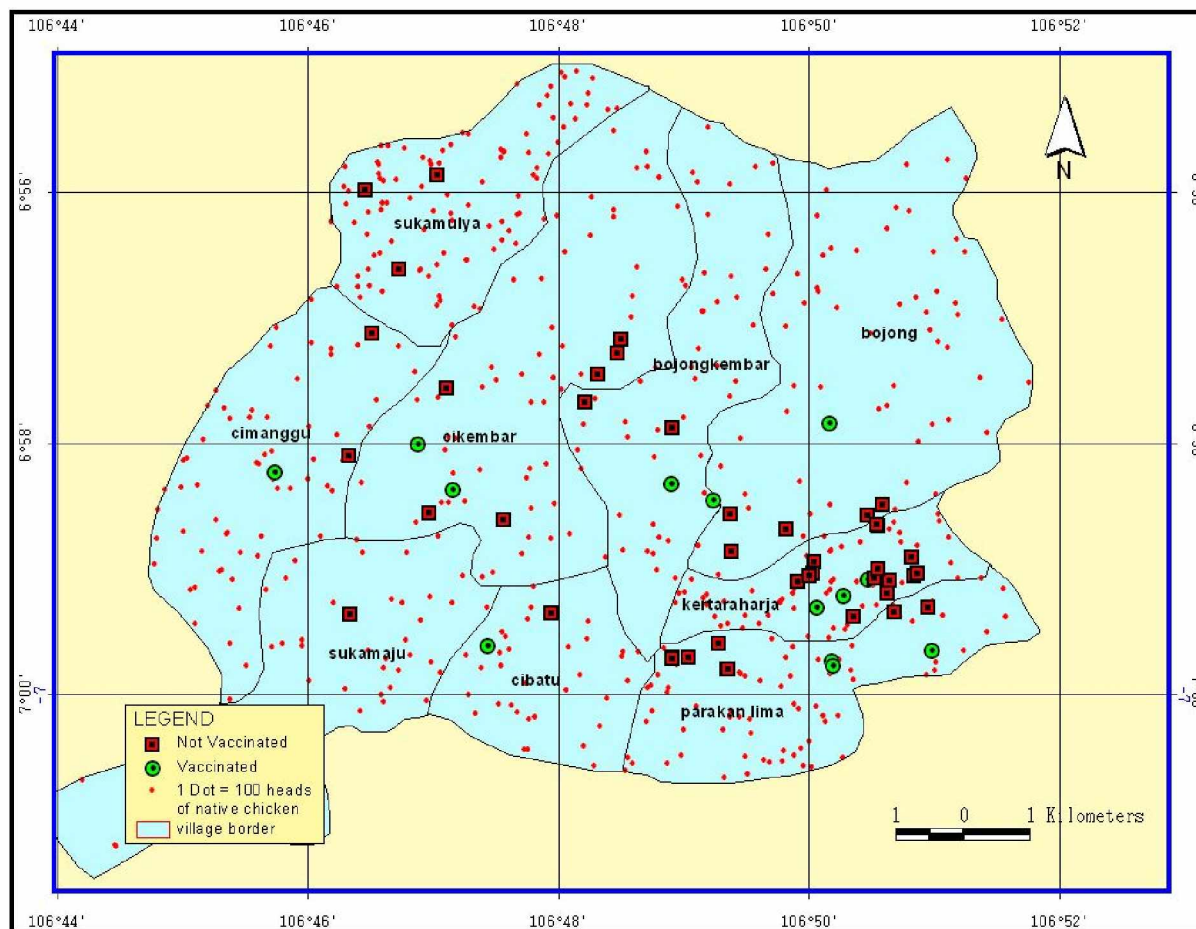 106°44' 106°46' 106°48' 106°50' 106°52'
N
6°56'
sukamulya
bojong
bojongkembar
cimanggu
cikembar
6°58'
kertaraharja
sukamaju
cibatu
7°00'
-7
parakan lima
LEGEND
Not Vaccinated
Vaccinated
1 Dot = 100 heads
of native chicken
village border
1 0 1 Kilometers
106°44' 106°46' 106°48' 106°50' 106°52'